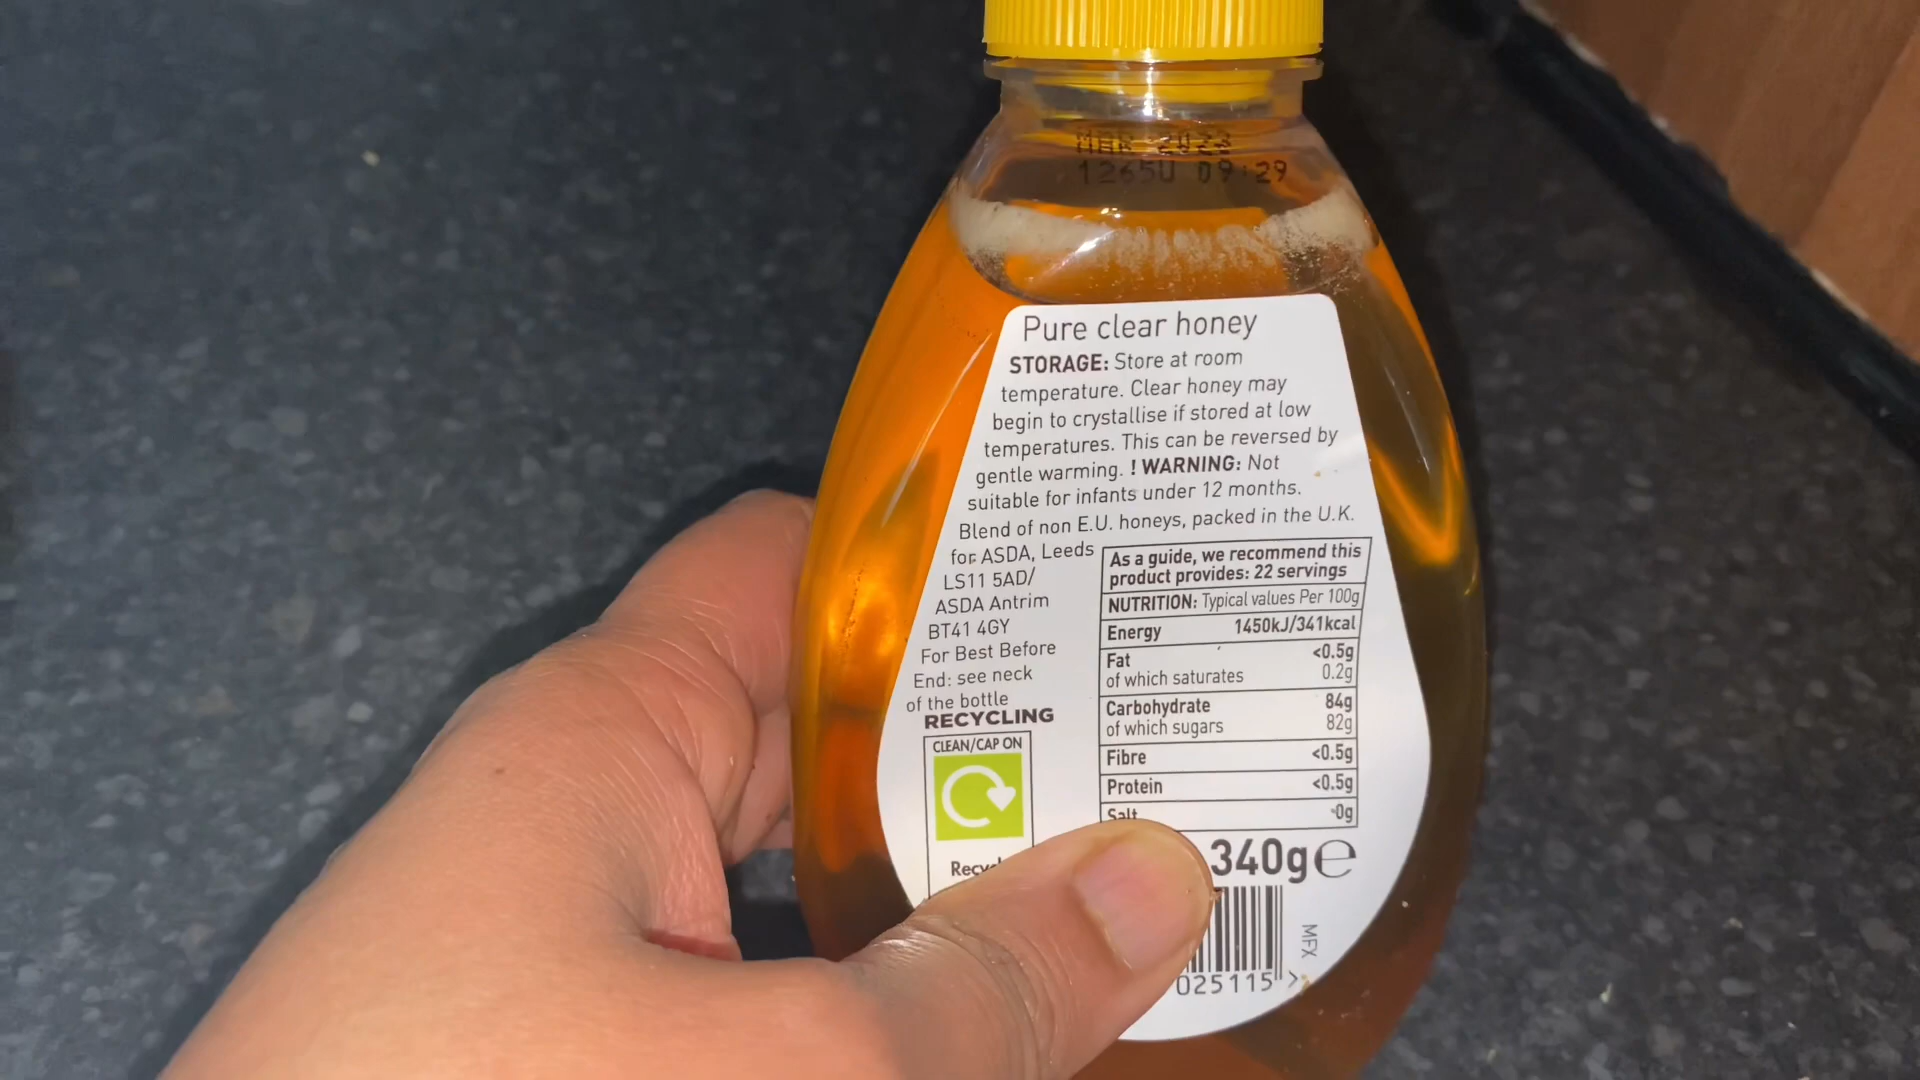 MAR 2023
1265U 09:29
Pure clear honey
STORAGE: Store at room
temperature. Clear honey may
begin to crystallise if stored at low
temperatures. This can be reversed by
gentle warming. ! WARNING: Not
suitable for infants under 12 months.
Blend of non E.U. honeys, packed in the U.K.
for ASDA, Leeds
LS11 5AD/
ASDA Antrim
BT41 4GY
For Best Before
End: see neck
of the bottle
RECYCLING
CLEAN/CAP ON
As a guide, we recommend this
product provides: 22 servings
NUTRITION: Typical values Per 100g
Energy 1450kJ/341kcal
Fat <0.5g
of which saturates 0.2g
Carbohydrate 84g
of which sugars 82g
Fibre <0.5g
Protein <0.5g
Salt 0g
340g℮
MFX
025115 >